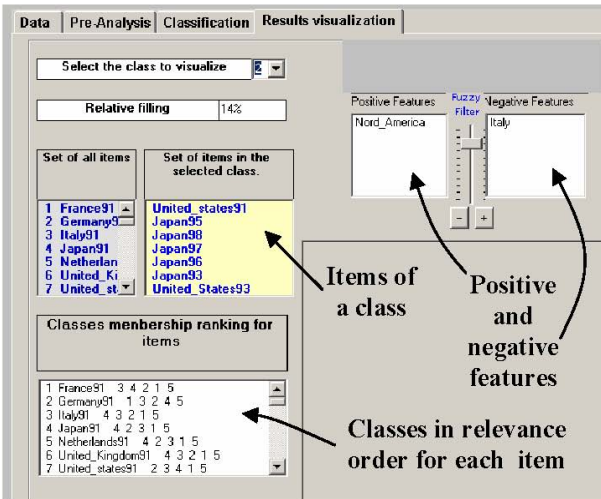 Data Pre-Analysis Classification Results visualization
Select the class to visualize 2
Relative filling 14%
Positive Features
Fuzzy Filter
Negative Features
Nord_America
Italy
- +
Set of all items
Set of items in the selected class.
1 France91
2 Germany9
3 Italy91
4 Japan91
5 Netherlan
6 United_Ki
7 United_st
United_states91
Japan95
Japan98
Japan97
Japan96
Japan93
United_States93
Items of
a class
Positive
and
negative
features
Classes menbership ranking for
items
1 France91 3 4 2 1 5
2 Germany91 1 3 2 4 5
3 Italy91 4 3 2 1 5
4 Japan91 4 2 3 1 5
5 Netherlands91 4 2 3 1 5
6 United_Kingdom91 4 3 2 1 5
7 United_states91 2 3 4 1 5
Classes in relevance
order for each item